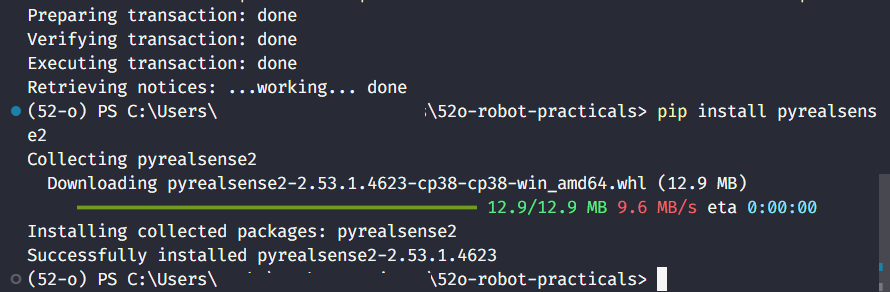 Preparing transaction: done
Verifying transaction: done
Executing transaction: done
Retrieving notices: ...working... done
(52-o) PS C:\Users\ \52o-robot-practicals> pip install pyrealsens
e2
Collecting pyrealsense2
Downloading pyrealsense2-2.53.1.4623-cp38-cp38-win_amd64.whl (12.9 MB)
12.9/12.9 MB 9.6 MB/s eta 0:00:00
Installing collected packages: pyrealsense2
Successfully installed pyrealsense2-2.53.1.4623
(52-o) PS C:\Users\ \52o-robot-practicals>